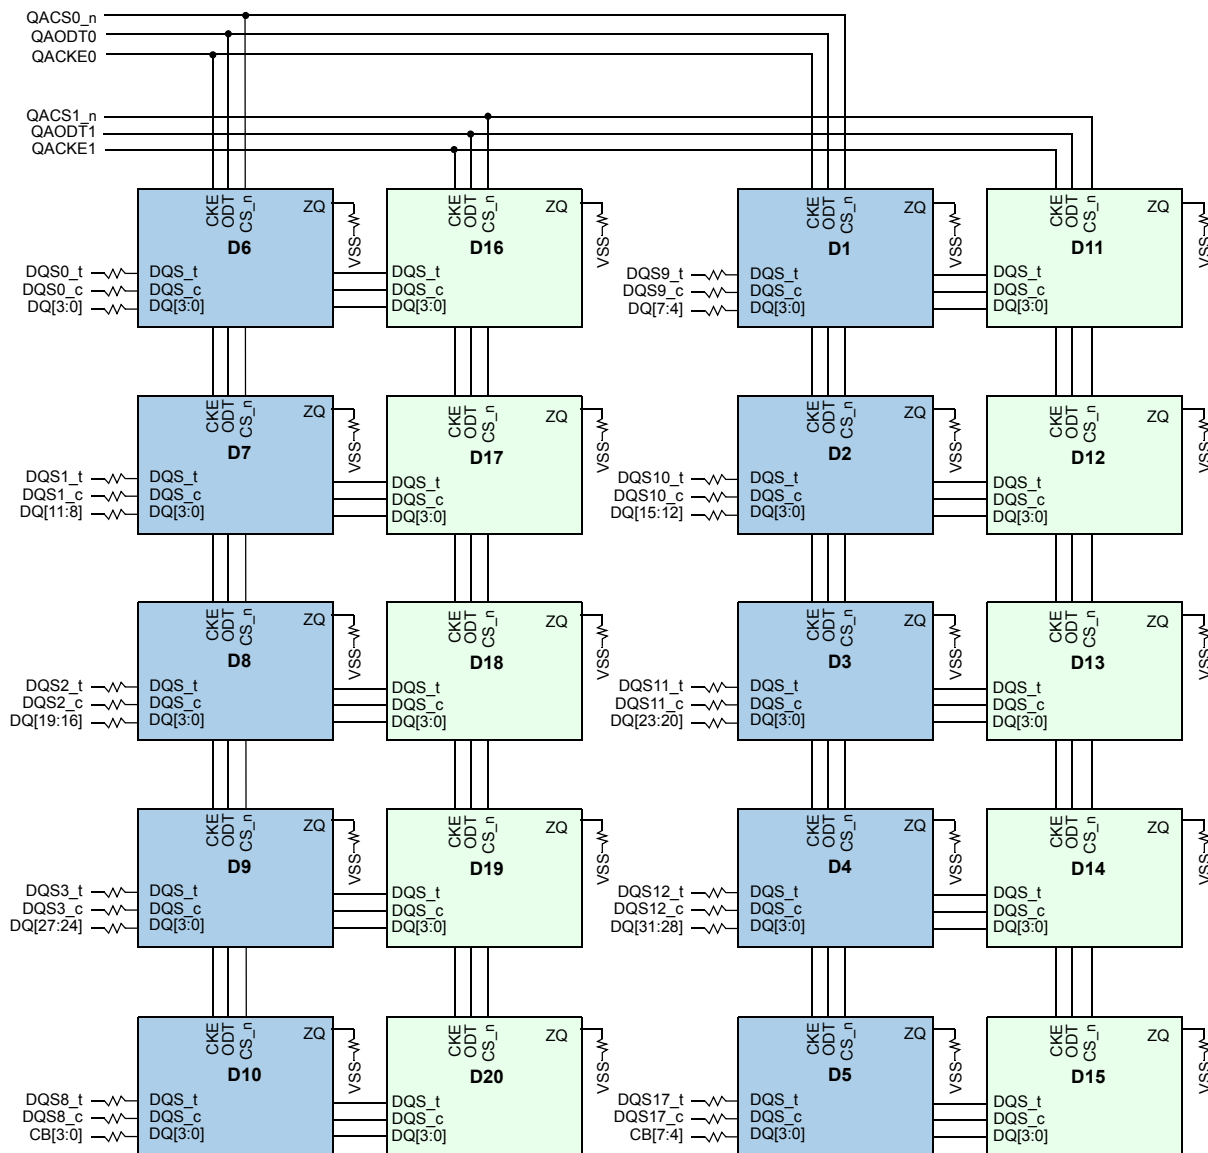 QACS0_n
QAODT0
QACKE0
QACS1_n
QAODT1
QACKE1
CKE ODT CS_n ZQ VSS CKE ODT CS_n ZQ VSS CKE ODT CS_n ZQ VSS CKE ODT CS_n ZQ VSS
D6 D16 D1 D11
DQS0_t DQS_t DQS_t DQS9_t DQS_t DQS_t
DQS0_c DQS_c DQS_c DQS9_c DQS_c DQS_c
DQ[3:0] DQ[3:0] DQ[3:0] DQ[7:4] DQ[3:0] DQ[3:0]
CKE ODT CS_n ZQ VSS CKE ODT CS_n ZQ VSS CKE ODT CS_n ZQ VSS CKE ODT CS_n ZQ VSS
D7 D17 D2 D12
DQS1_t DQS_t DQS_t DQS10_t DQS_t DQS_t
DQS1_c DQS_c DQS_c DQS10_c DQS_c DQS_c
DQ[11:8] DQ[3:0] DQ[3:0] DQ[15:12] DQ[3:0] DQ[3:0]
CKE ODT CS_n ZQ VSS CKE ODT CS_n ZQ VSS CKE ODT CS_n ZQ VSS CKE ODT CS_n ZQ VSS
D8 D18 D3 D13
DQS2_t DQS_t DQS_t DQS11_t DQS_t DQS_t
DQS2_c DQS_c DQS_c DQS11_c DQS_c DQS_c
DQ[19:16] DQ[3:0] DQ[3:0] DQ[23:20] DQ[3:0] DQ[3:0]
CKE ODT CS_n ZQ VSS CKE ODT CS_n ZQ VSS CKE ODT CS_n ZQ VSS CKE ODT CS_n ZQ VSS
D9 D19 D4 D14
DQS3_t DQS_t DQS_t DQS12_t DQS_t DQS_t
DQS3_c DQS_c DQS_c DQS12_c DQS_c DQS_c
DQ[27:24] DQ[3:0] DQ[3:0] DQ[31:28] DQ[3:0] DQ[3:0]
CKE ODT CS_n ZQ VSS CKE ODT CS_n ZQ VSS CKE ODT CS_n ZQ VSS CKE ODT CS_n ZQ VSS
D10 D20 D5 D15
DQS8_t DQS_t DQS_t DQS17_t DQS_t DQS_t
DQS8_c DQS_c DQS_c DQS17_c DQS_c DQS_c
CB[3:0] DQ[3:0] DQ[3:0] CB[7:4] DQ[3:0] DQ[3:0]